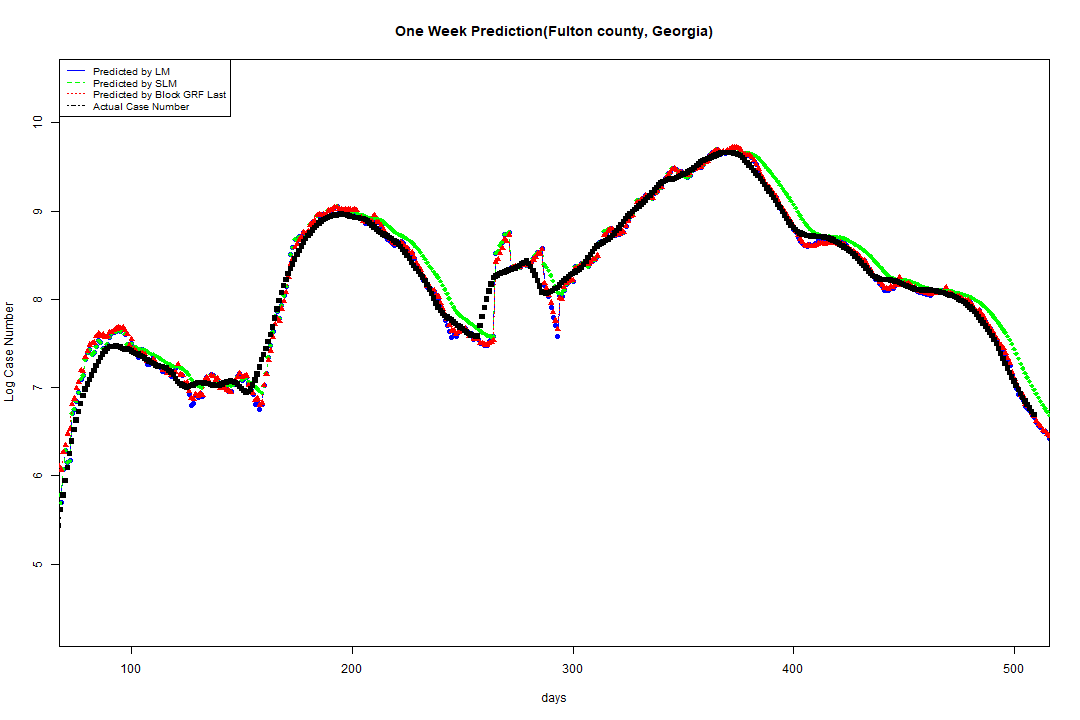 One Week Prediction(Fulton county, Georgia)
Predicted by LM
Predicted by SLM
Predicted by Block GRF Last
Actual Case Number
Log Case Number
10
9
8
7
6
5
100 200 300 400 500
days